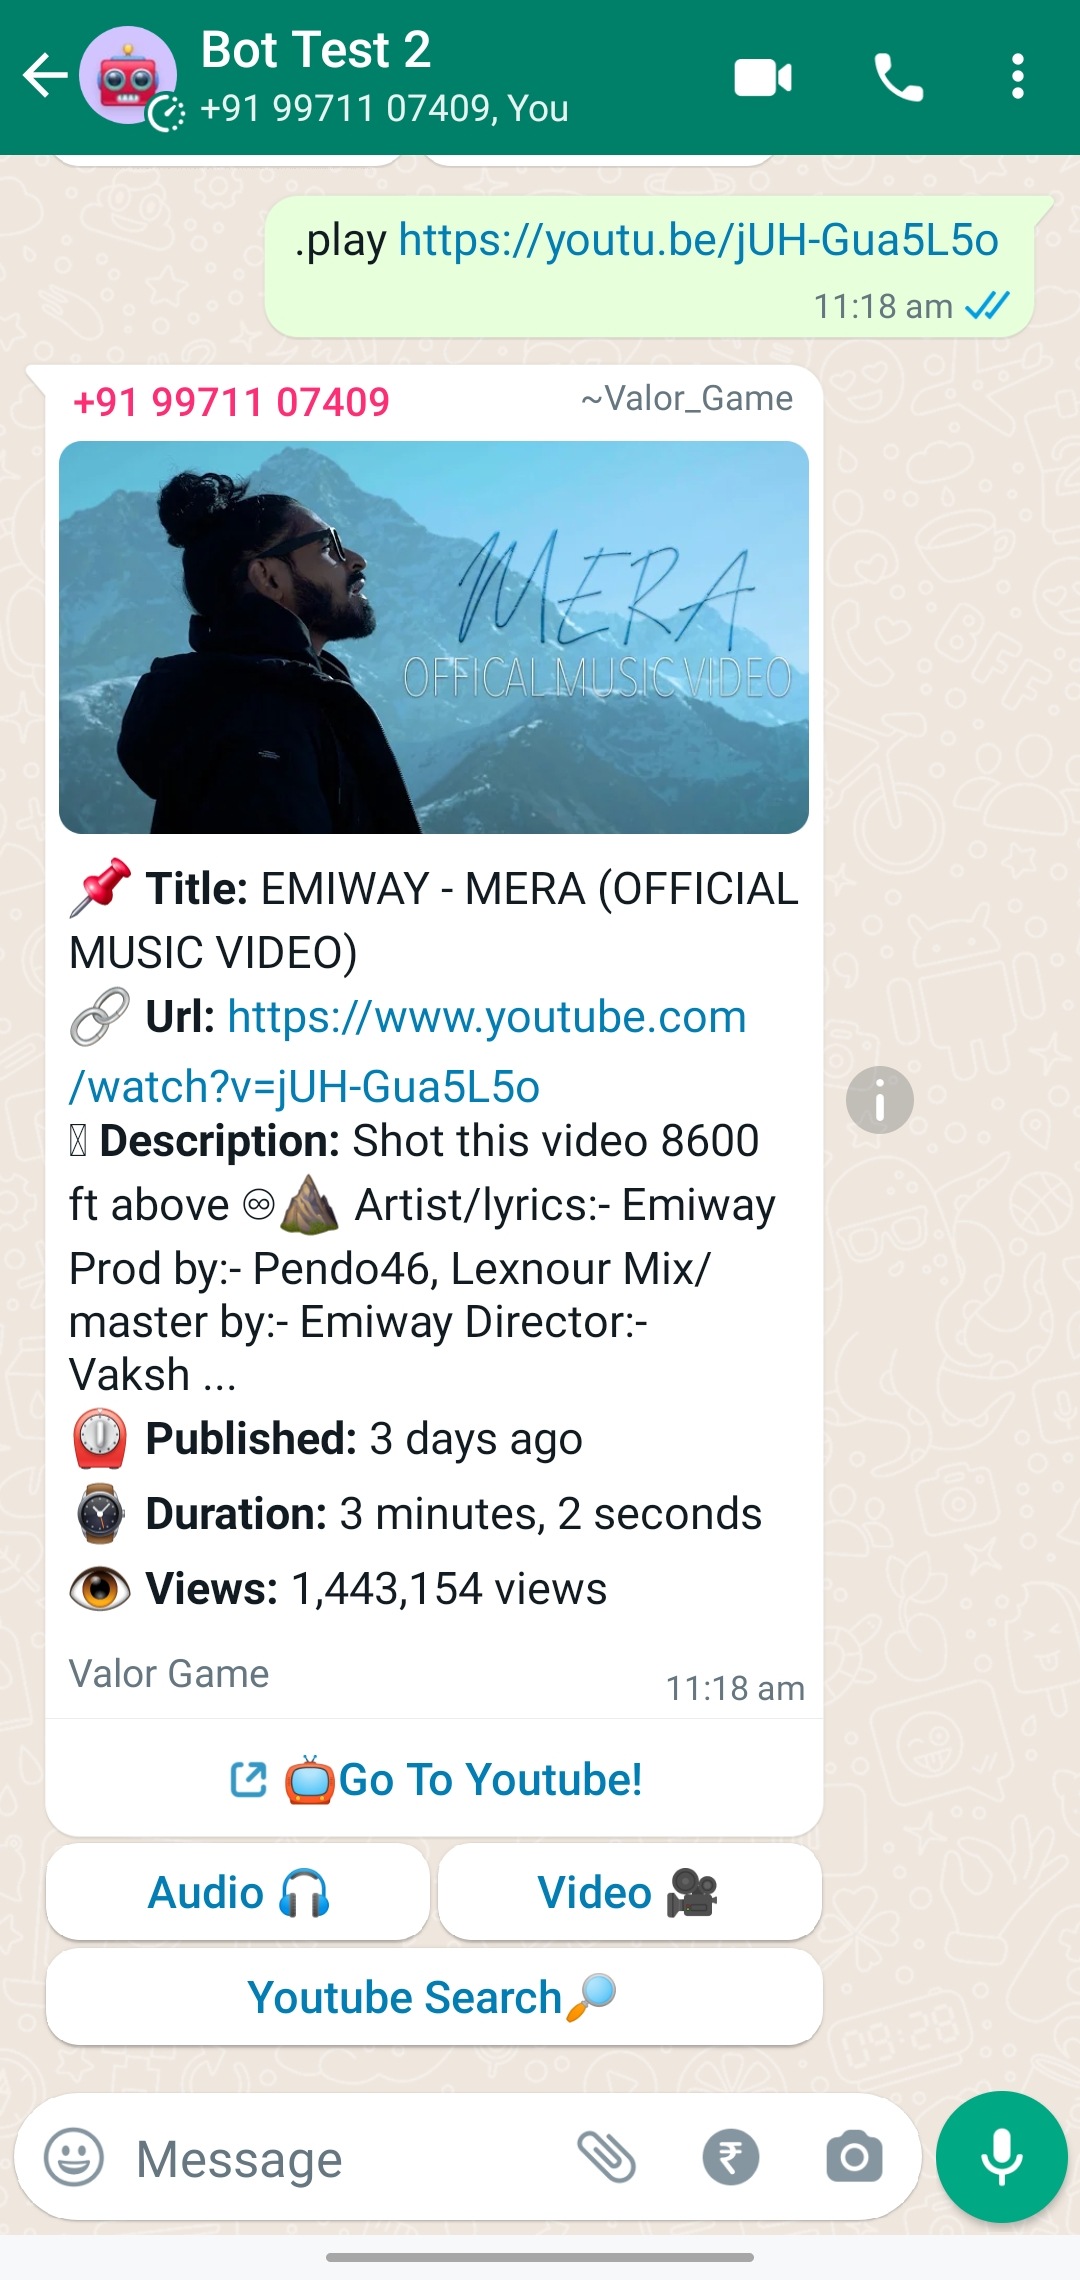 Bot Test 2
+91 99711 07409, You
.play https://youtu.be/jUH-Gua5L5o
11:18 am
+91 99711 07409 ~Valor_Game
MERA
OFFICAL MUSIC VIDEO
📌 Title: EMIWAY - MERA (OFFICIAL
MUSIC VIDEO)
🔗 Url: https://www.youtube.com
/watch?v=jUH-Gua5L5o
Description: Shot this video 8600
ft above ♾⛰️ Artist/lyrics:- Emiway
Prod by:- Pendo46, Lexnour Mix/
master by:- Emiway Director:-
Vaksh ...
⏲️ Published: 3 days ago
⌚ Duration: 3 minutes, 2 seconds
👁️ Views: 1,443,154 views
Valor Game
11:18 am
📺Go To Youtube!
Audio 🎧
Video 🎥
Youtube Search🔎
Message